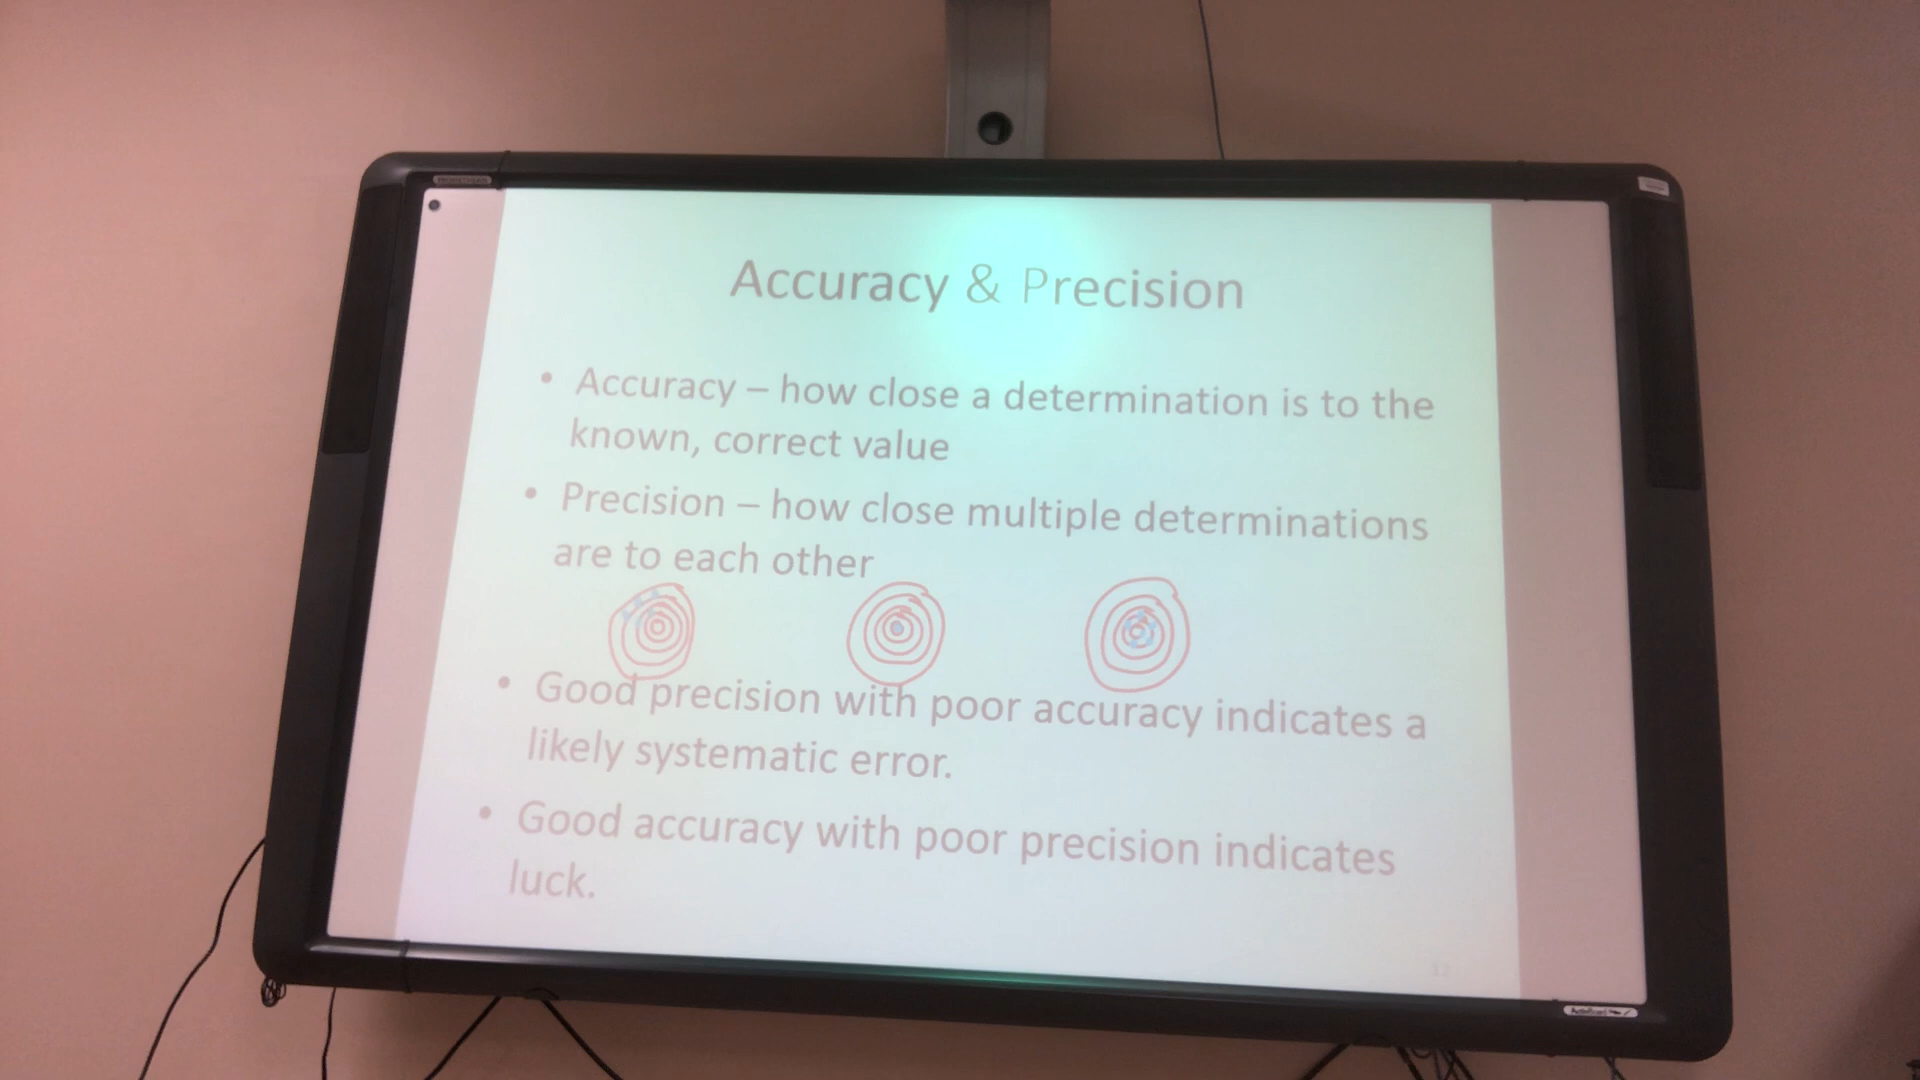 Accuracy & Precision
• Accuracy – how close a determination is to the
known, correct value
• Precision – how close multiple determinations
are to each other
• Good precision with poor accuracy indicates a
likely systematic error.
• Good accuracy with poor precision indicates
luck.
12